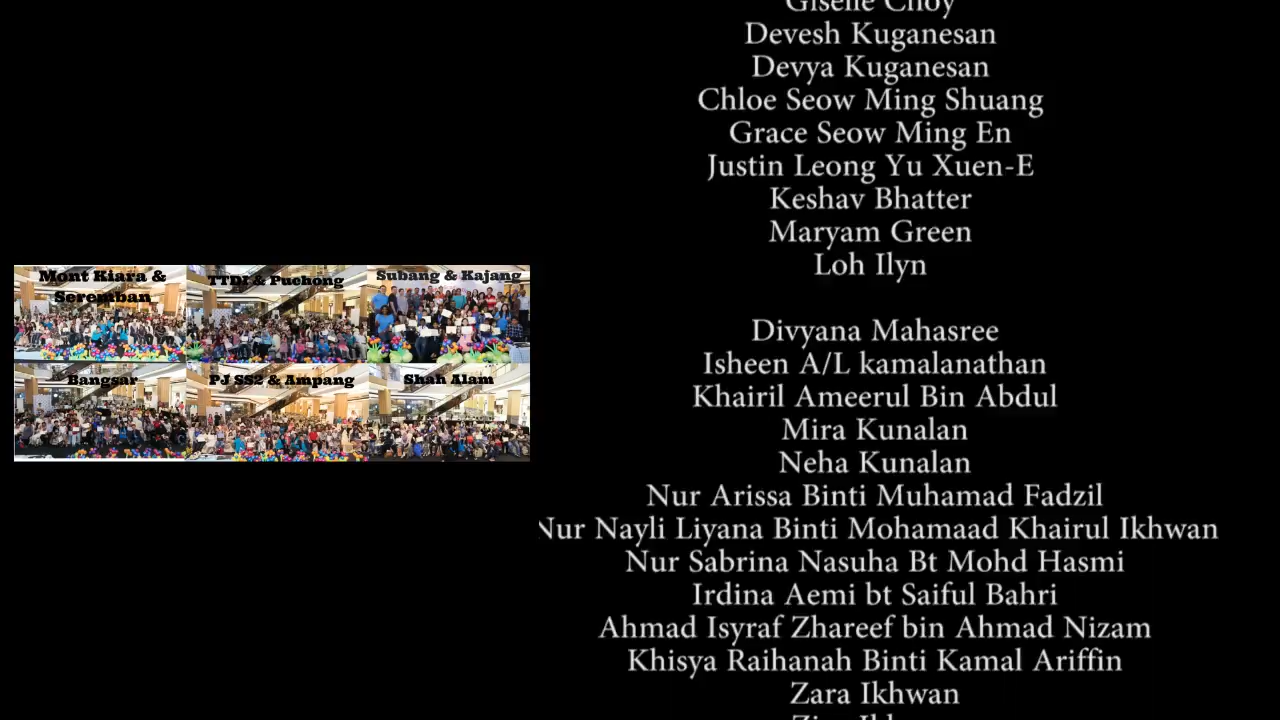 Mont Kiara &
Seremban
TTDI & Puchong
Subang & Kajang
Bangsar
PJ SS2 & Ampang
Shah Alam
Giselle Choy
Devesh Kuganesan
Devya Kuganesan
Chloe Seow Ming Shuang
Grace Seow Ming En
Justin Leong Yu Xuen-E
Keshav Bhatter
Maryam Green
Loh Ilyn
Divyana Mahasree
Isheen A/L kamalanathan
Khairil Ameerul Bin Abdul
Mira Kunalan
Neha Kunalan
Nur Arissa Binti Muhamad Fadzil
Nur Nayli Liyana Binti Mohamaad Khairul Ikhwan
Nur Sabrina Nasuha Bt Mohd Hasmi
Irdina Aemi bt Saiful Bahri
Ahmad Isyraf Zhareef bin Ahmad Nizam
Khisya Raihanah Binti Kamal Ariffin
Zara Ikhwan